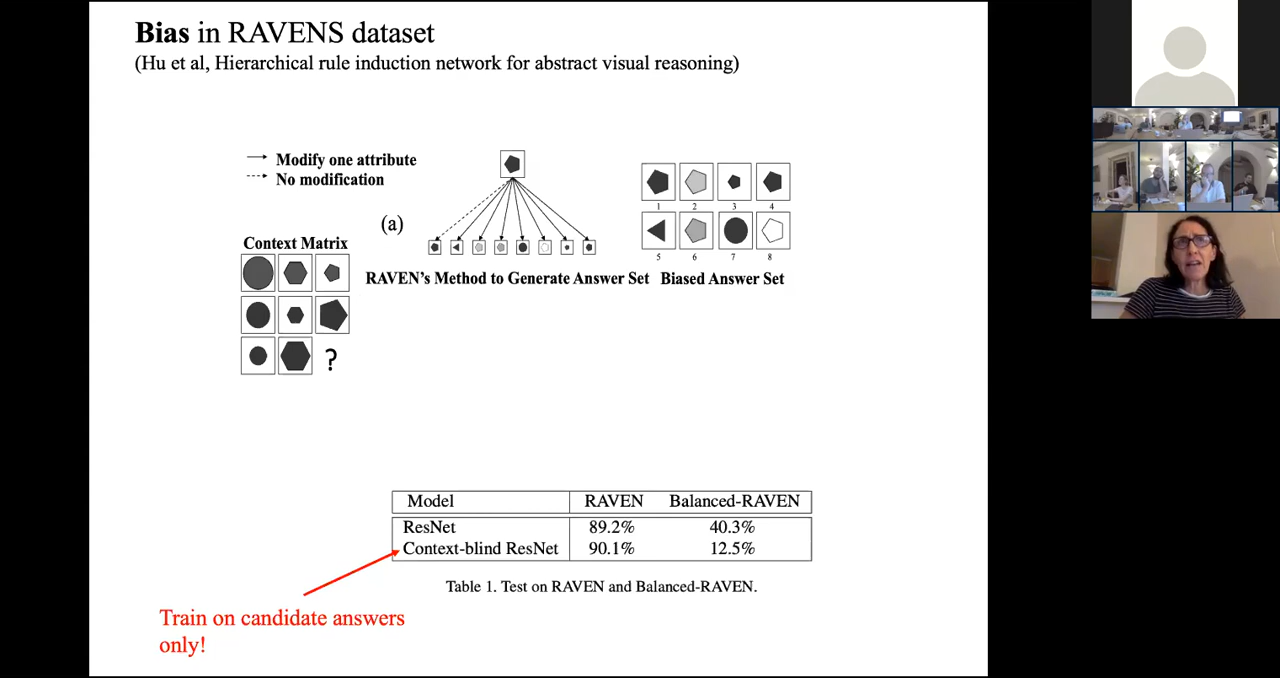 Bias in RAVENS dataset
(Hu et al, Hierarchical rule induction network for abstract visual reasoning)
Modify one attribute
No modification
(a)
Context Matrix
?
RAVEN's Method to Generate Answer Set
1 2 3 4
5 6 7 8
Biased Answer Set
Model RAVEN Balanced-RAVEN
ResNet 89.2% 40.3%
Context-blind ResNet 90.1% 12.5%
Table 1. Test on RAVEN and Balanced-RAVEN.
Train on candidate answers
only!